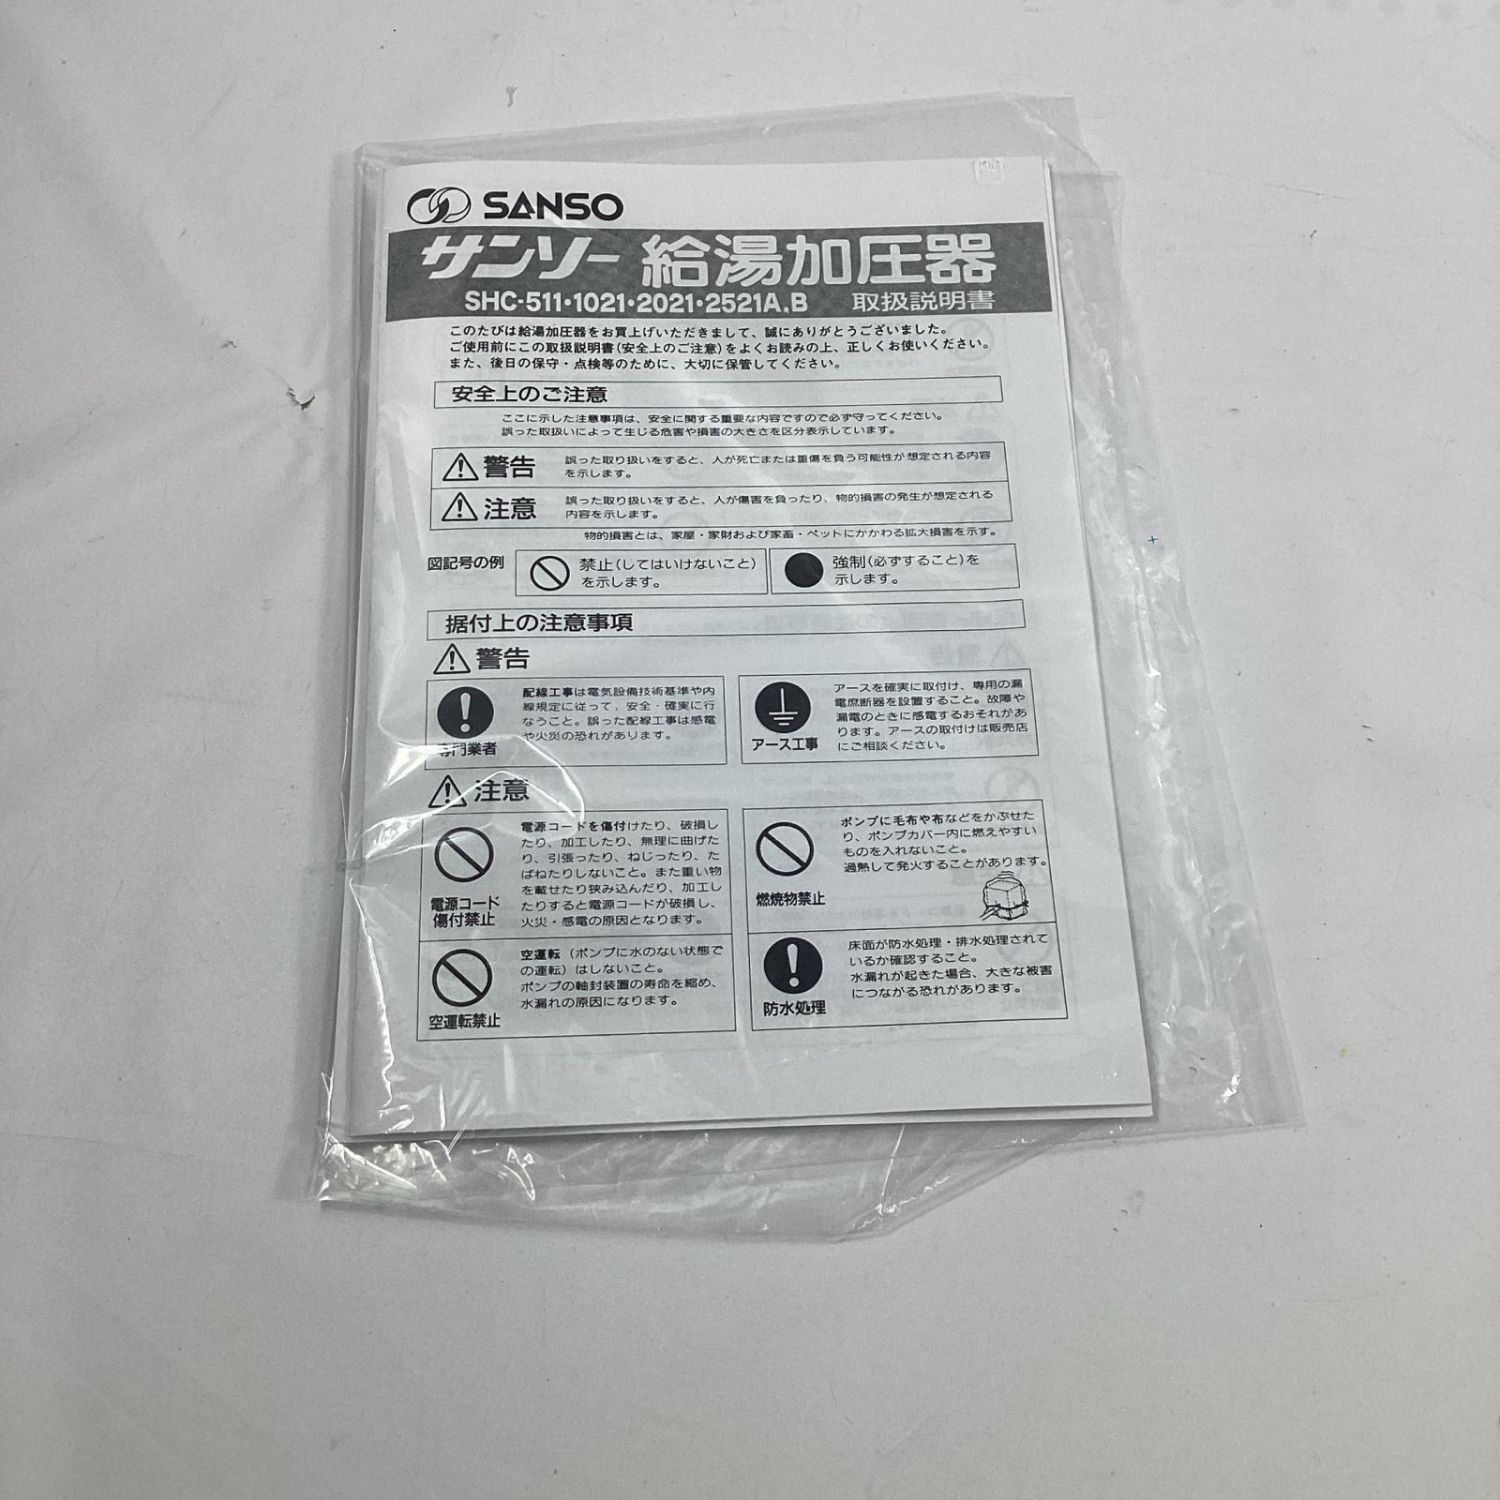 SANSO
サンソー 給湯加圧器
SHC-511・1021・2021・2521A,B 取扱説明書
このたびは給湯加圧器をお買上げいただきまして、誠にありがとうございました。
ご使用前にこの取扱説明書(安全上のご注意)をよくお読みの上、正しくお使いください。
また、後日の保守・点検等のために、大切に保管してください。
安全上のご注意
ここに示した注意事項は、安全に関する重要な内容ですので必ず守ってください。
誤った取扱いによって生じる危害や損害の大きさを区分表示しています。
警告
誤った取り扱いをすると、人が死亡または重傷を負う可能性が想定される内容
を示します。
注意
誤った取り扱いをすると、人が傷害を負ったり、物的損害の発生が想定される
内容を示します。
物的損害とは、家屋・家財および家畜・ペットにかかわる拡大損害を示す。
図記号の例
禁止(してはいけないこと)
を示します。
強制(必ずすること)を
示します。
据付上の注意事項
警告
配線工事は電気設備技術基準や内
線規定に従って、安全・確実に行
なうこと。誤った配線工事は感電
や火災の恐れがあります。
専門業者
アースを確実に取付け、専用の漏
電庶断器を設置すること。故障や
漏電のときに感電するおそれがあ
ります。アースの取付けは販売店
にご相談ください。
アース工事
注意
電源コードを傷付けたり、破損し
たり、加工したり、無理に曲げた
り、引張ったり、ねじったり、た
ばねたりしないこと。また重い物
を載せたり挟み込んだり、加工し
たりすると電源コードが破損し、
火災・感電の原因となります。
電源コード
傷付禁止
ポンプに毛布や布などをかぶせた
り、ポンプカバー内に燃えやすい
ものを入れないこと。
過熱して発火することがあります。
燃焼物禁止
空運転（ポンプに水のない状態で
の運転）はしないこと。
ポンプの軸封装置の寿命を縮め、
水漏れの原因になります。
空運転禁止
床面が防水処理・排水処理されて
いるか確認すること。
水漏れが起きた場合、大きな被害
につながる恐れがあります。
防水処理